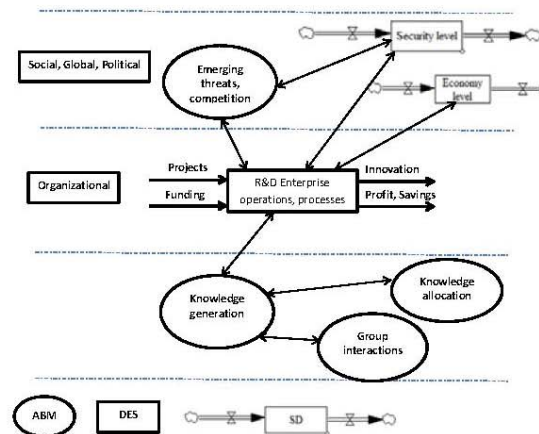 Security level
Social, Global, Political
Emerging
threats,
competition
Economy
level
Projects
Innovation
Organizational
R&D Enterprise
operations, processes
Funding
Profit, Savings
Knowledge
generation
Knowledge
allocation
Group
interactions
ABM
DES
SD